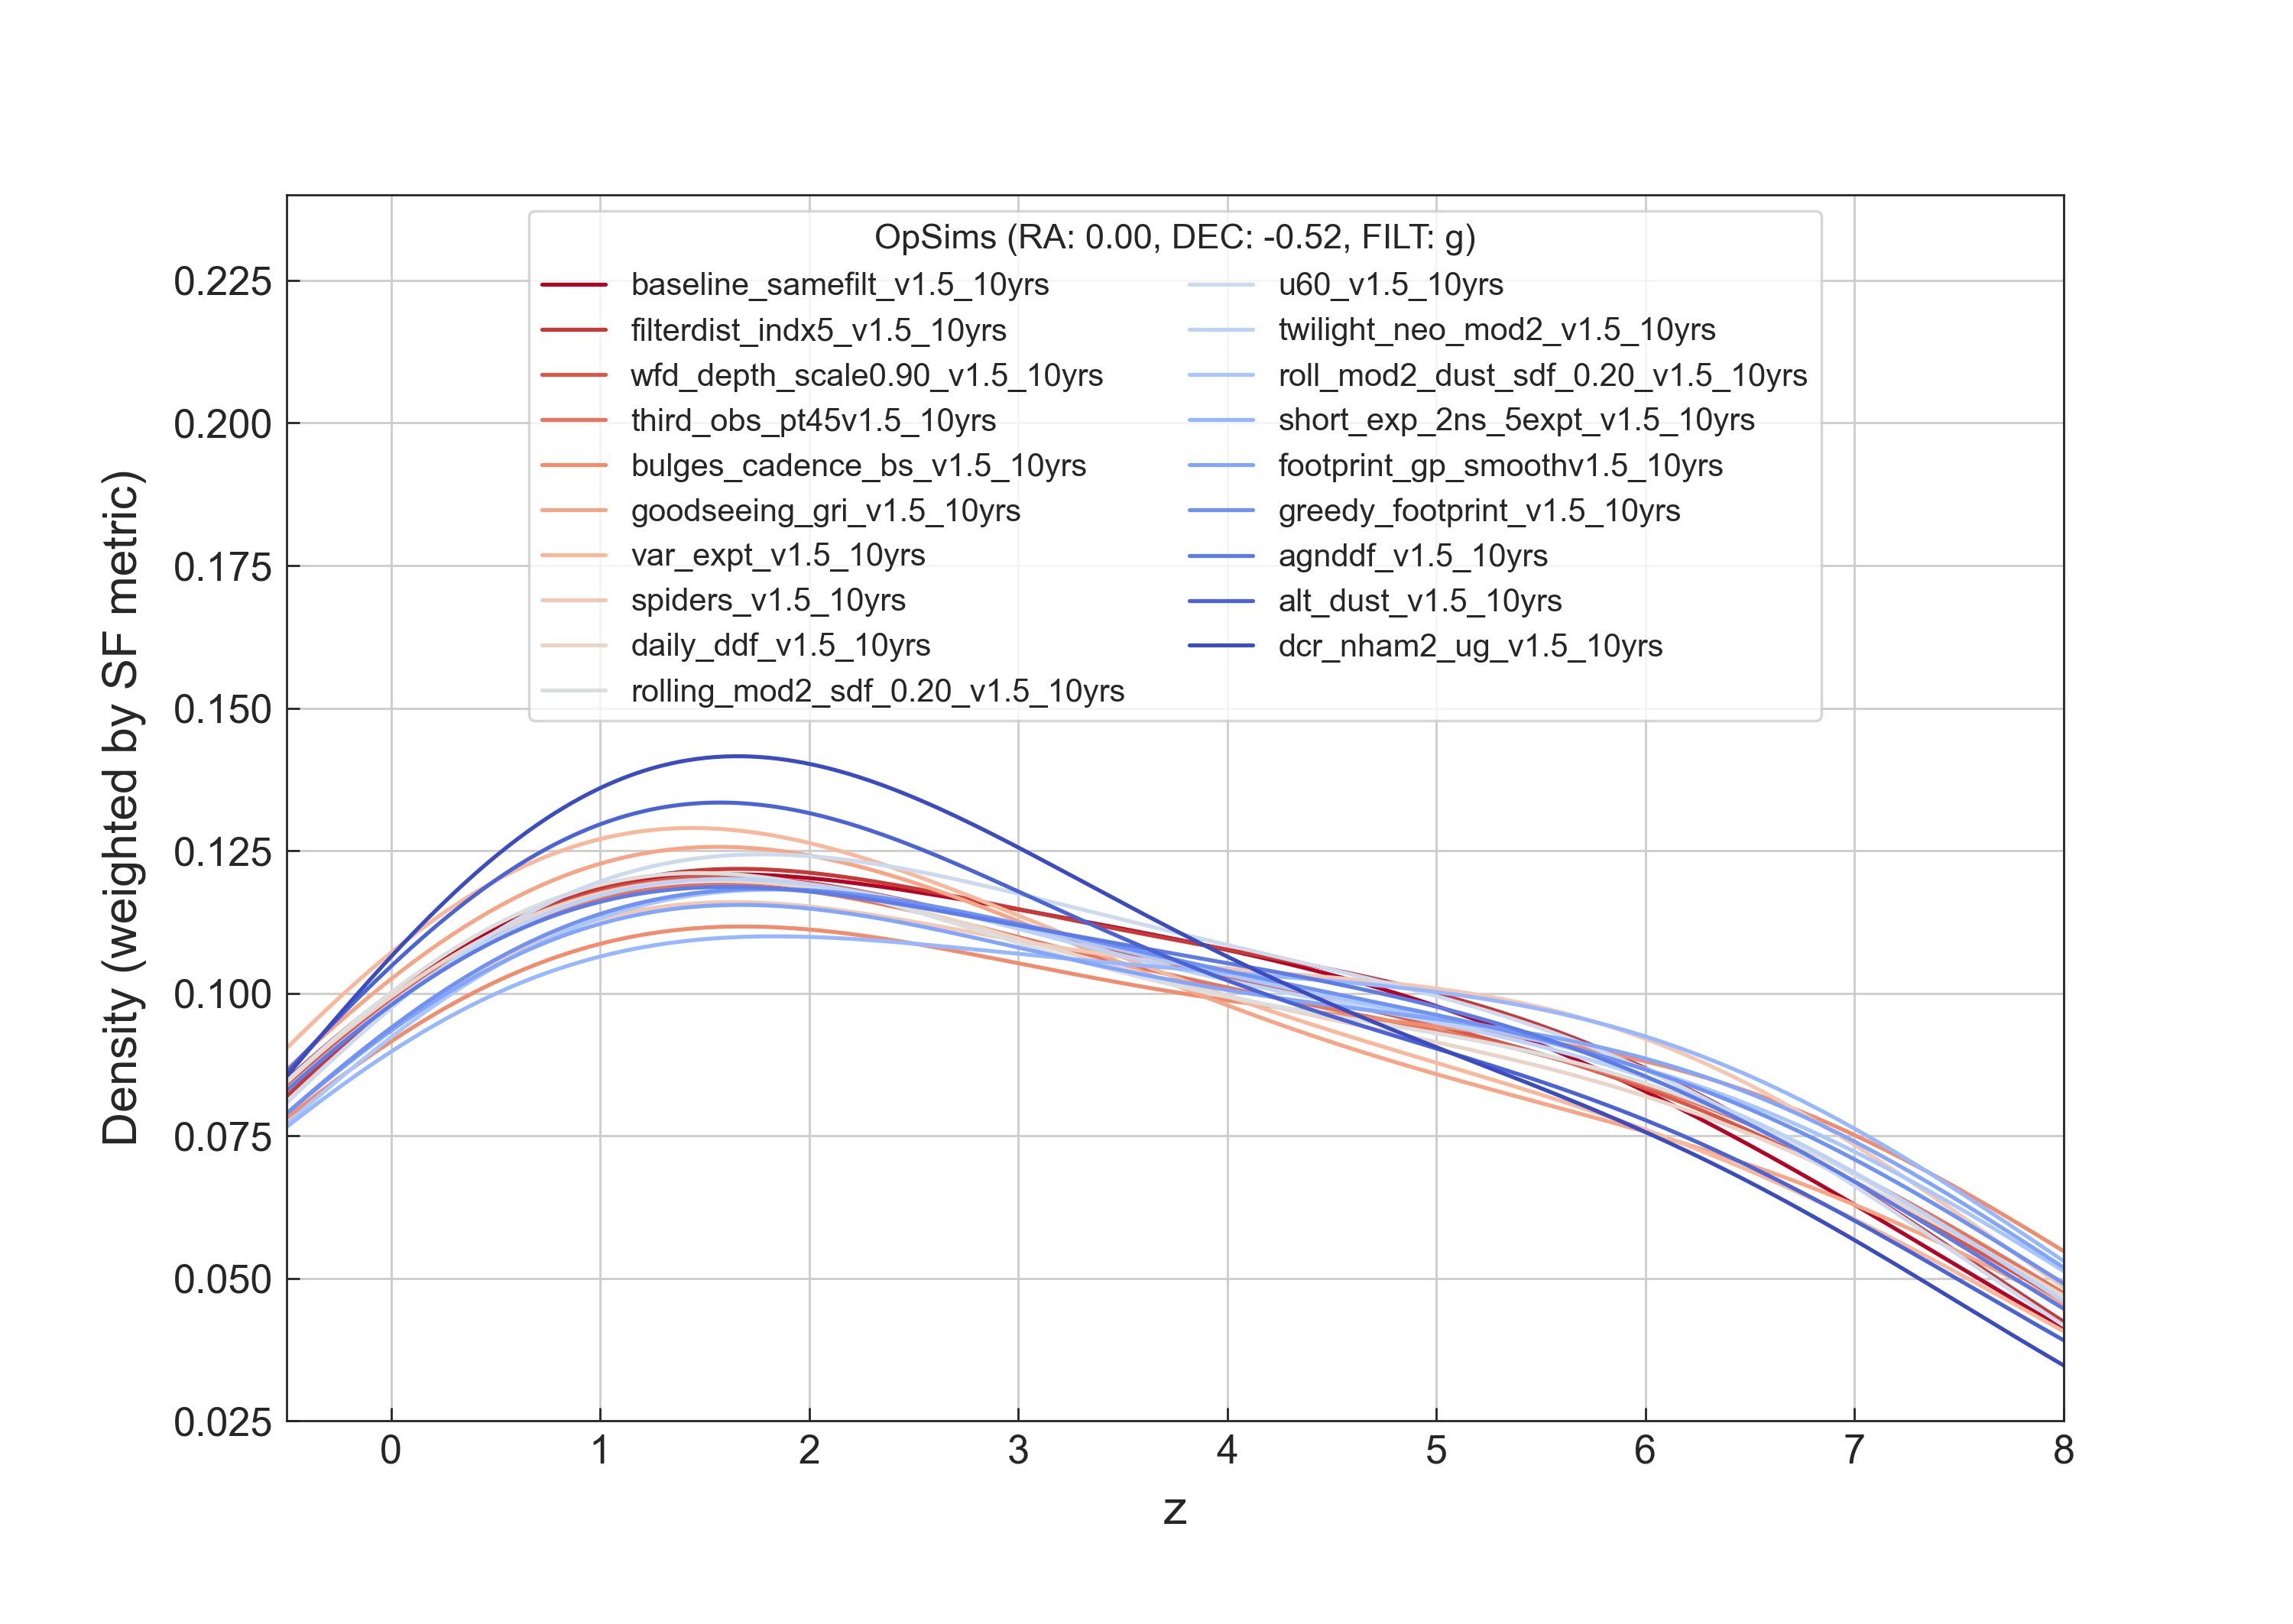 OpSims (RA: 0.00, DEC: -0.52, FILT: g)
baseline_samefilt_v1.5_10yrs
filterdist_indx5_v1.5_10yrs
wfd_depth_scale0.90_v1.5_10yrs
third_obs_pt45v1.5_10yrs
bulges_cadence_bs_v1.5_10yrs
goodseeing_gri_v1.5_10yrs
var_expt_v1.5_10yrs
spiders_v1.5_10yrs
daily_ddf_v1.5_10yrs
rolling_mod2_sdf_0.20_v1.5_10yrs
u60_v1.5_10yrs
twilight_neo_mod2_v1.5_10yrs
roll_mod2_dust_sdf_0.20_v1.5_10yrs
short_exp_2ns_5expt_v1.5_10yrs
footprint_gp_smoothv1.5_10yrs
greedy_footprint_v1.5_10yrs
agnddf_v1.5_10yrs
alt_dust_v1.5_10yrs
dcr_nham2_ug_v1.5_10yrs
Density (weighted by SF metric)
0.225
0.200
0.175
0.150
0.125
0.100
0.075
0.050
0.025
0 1 2 3 4 5 6 7 8
z